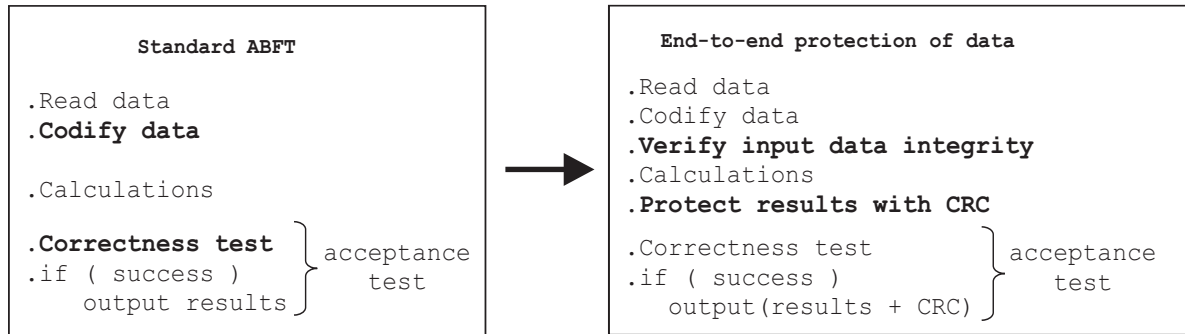 Standard ABFT
.Read data
.Codify data
.Calculations
.Correctness test
.if ( success )
output results
acceptance
test
End-to-end protection of data
.Read data
.Codify data
.Verify input data integrity
.Calculations
.Protect results with CRC
.Correctness test
.if ( success )
output(results + CRC)
acceptance
test